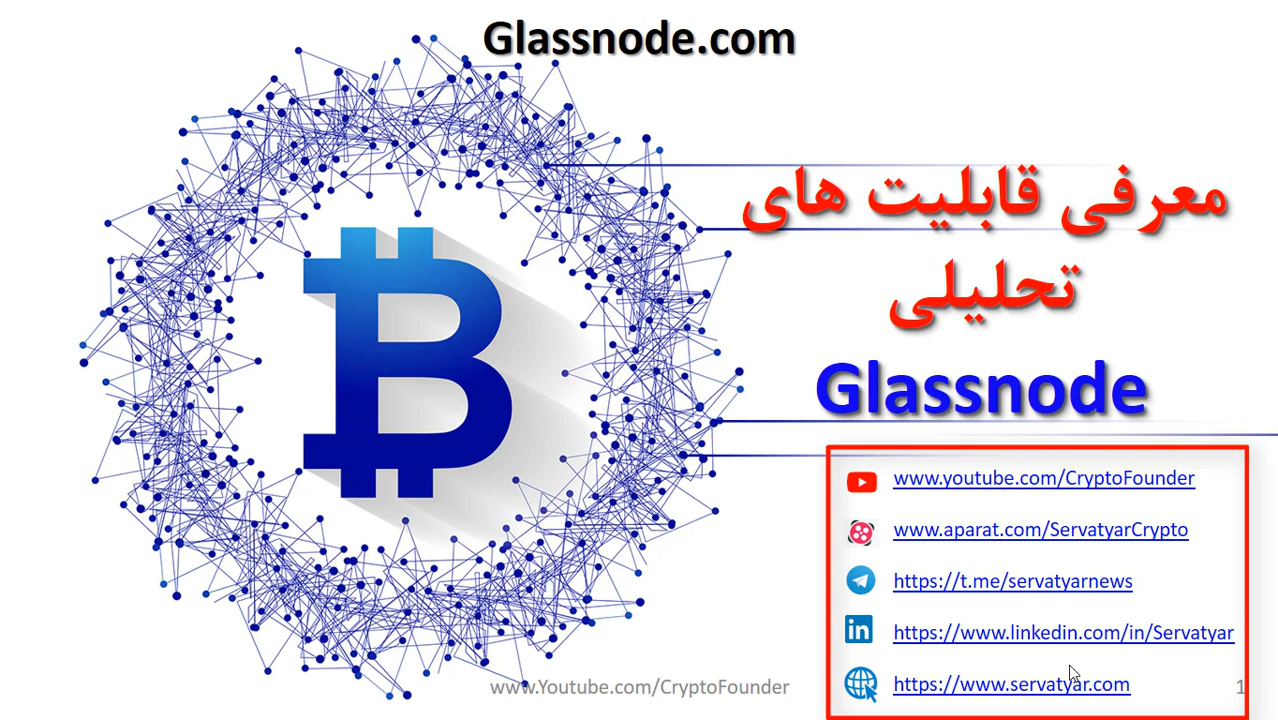 Glassnode.com
معرفی قابلیت های
تحلیلی
Glassnode
www.youtube.com/CryptoFounder
www.aparat.com/ServatyarCrypto
https://t.me/servatyarnews
https://www.linkedin.com/in/Servatyar
https://www.servatyar.com
www.Youtube.com/CryptoFounder
1